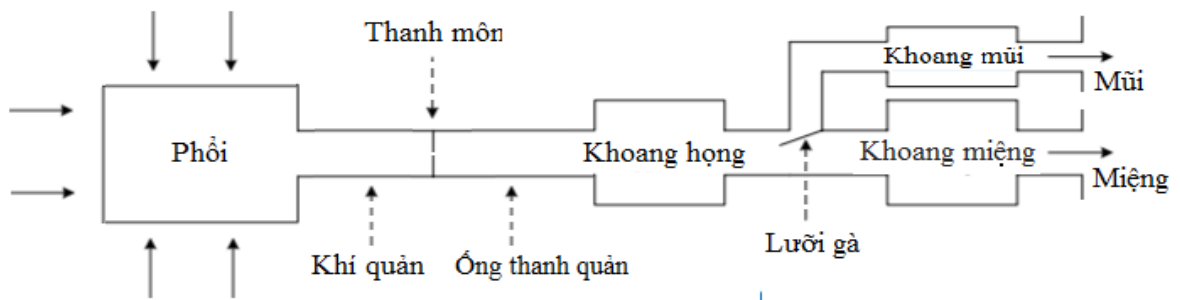 Thanh môn
Khoang mũi
Mũi
Phổi
Khoang họng
Khoang miệng
Miệng
Lưỡi gà
Khí quản
Ống thanh quản